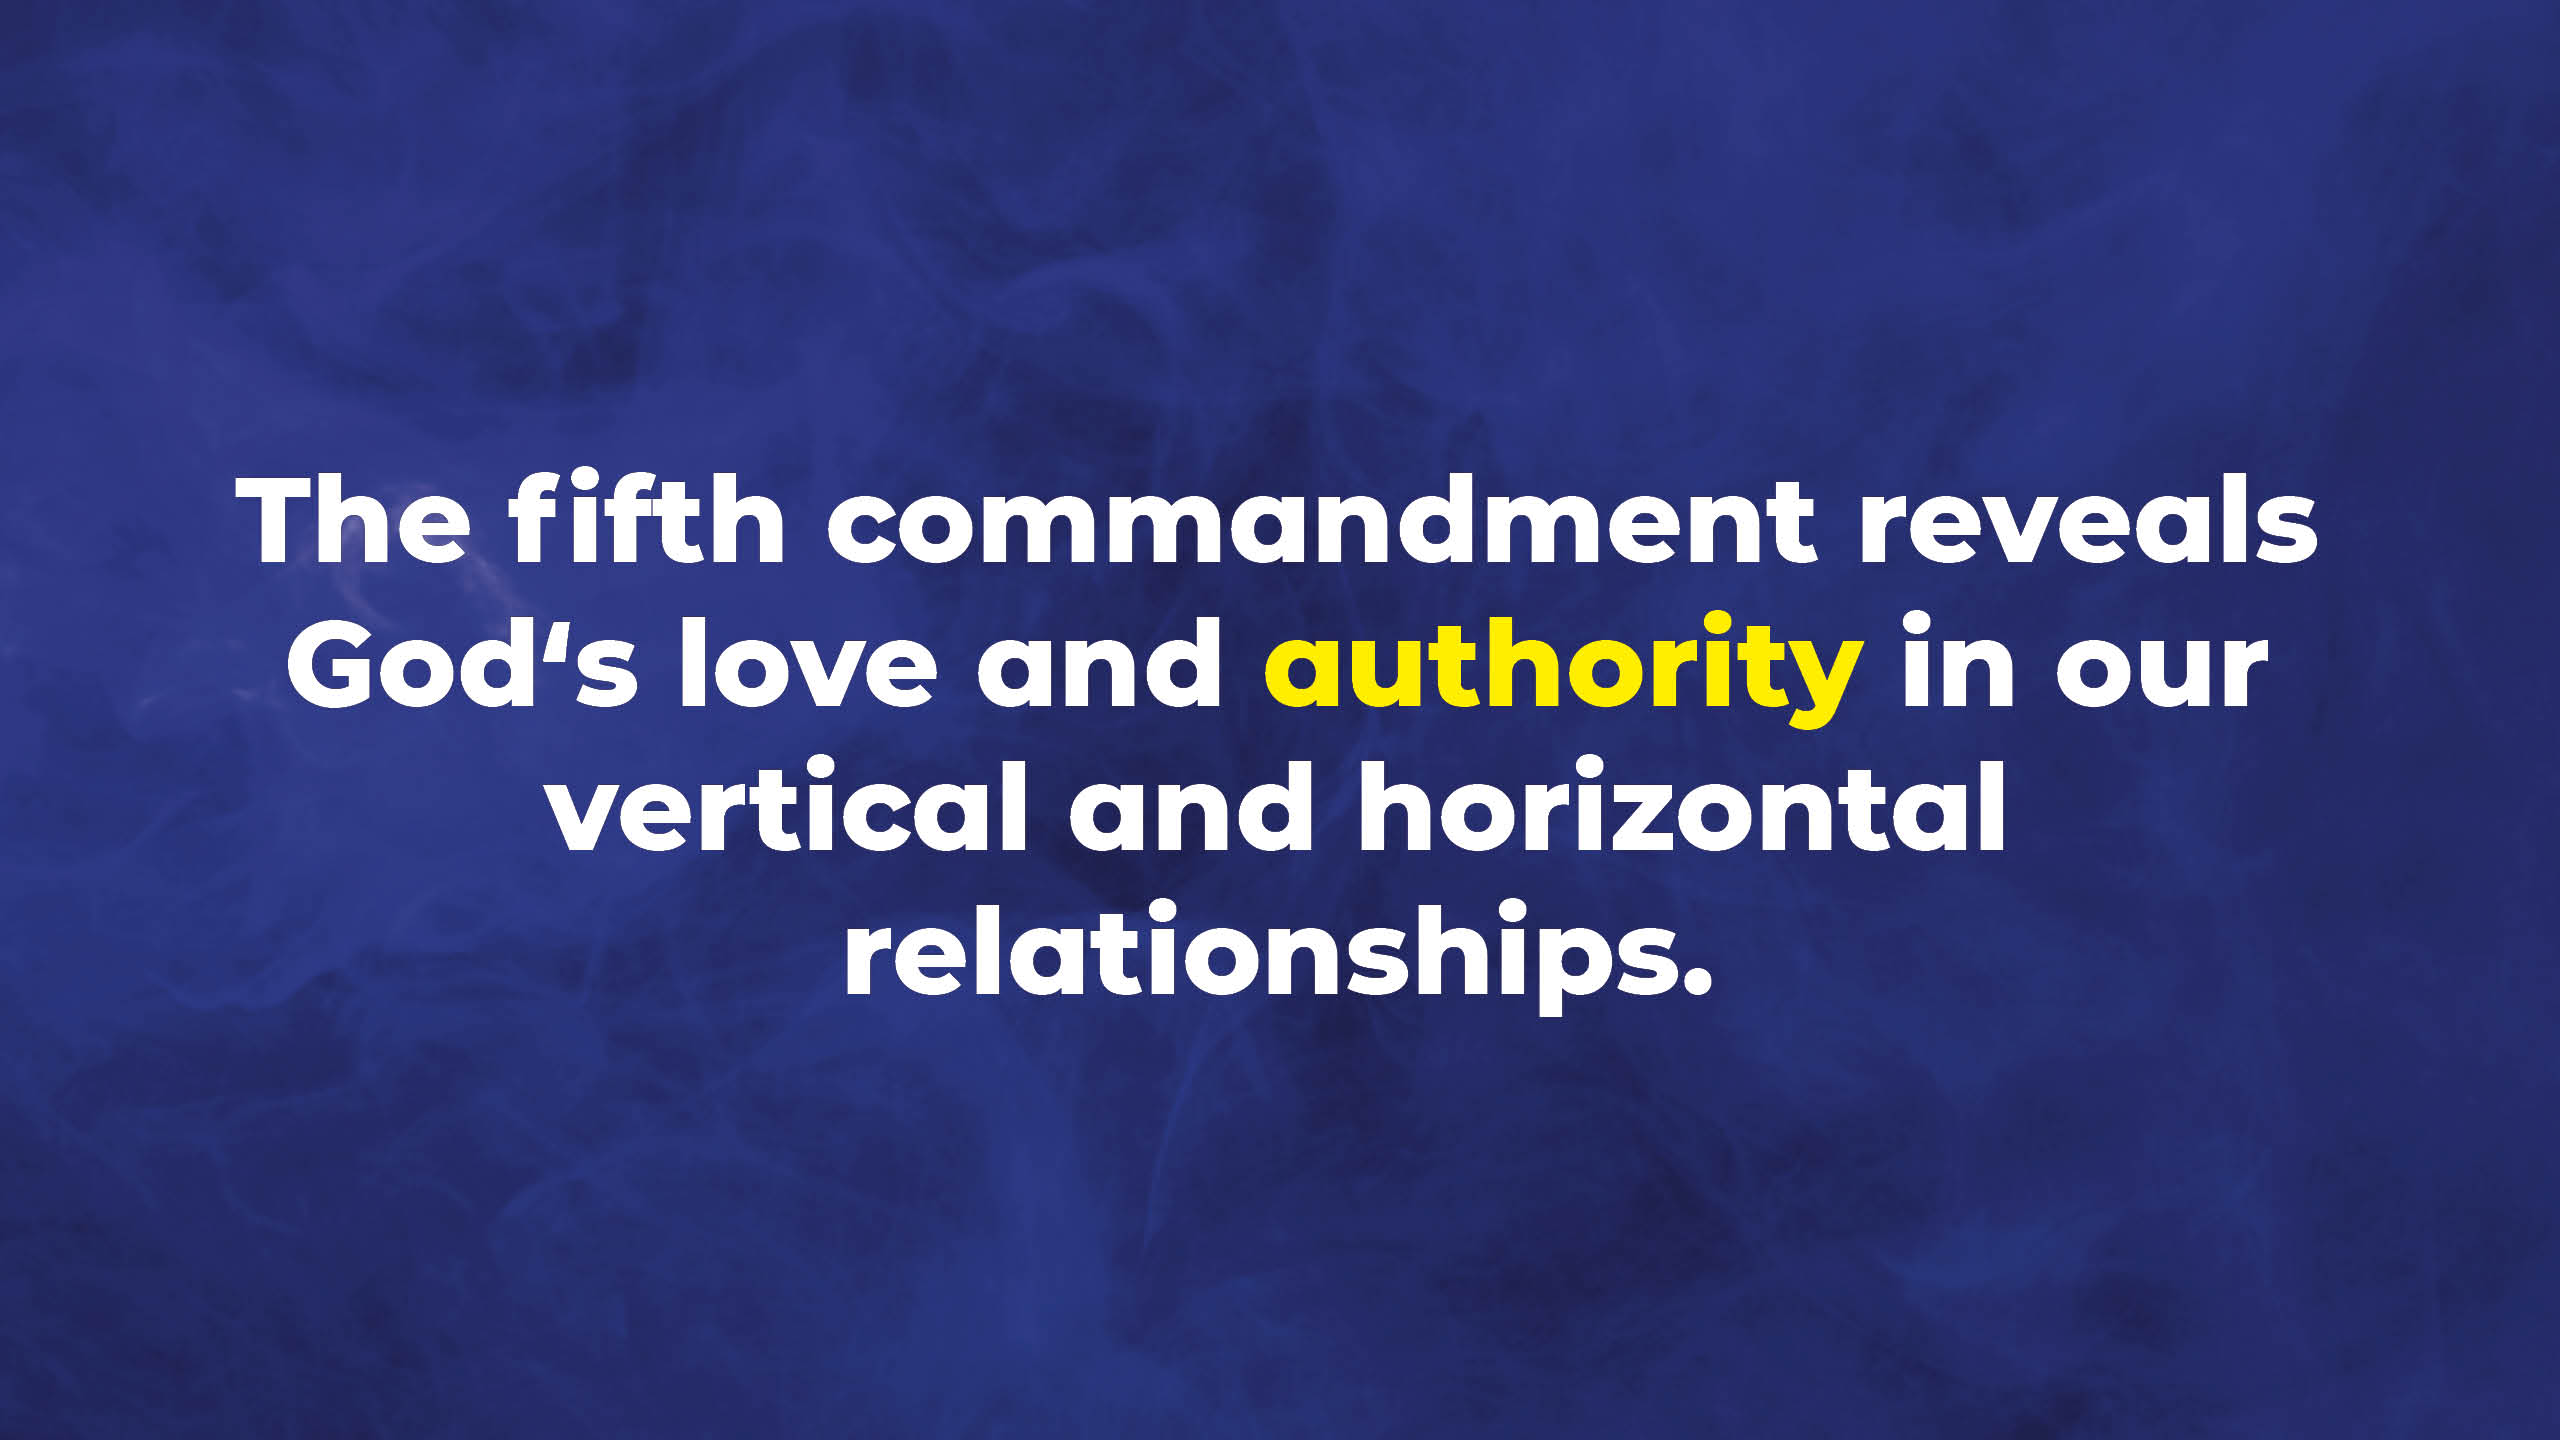 The fifth commandment reveals
God‘s love and authority in our
vertical and horizontal
relationships.